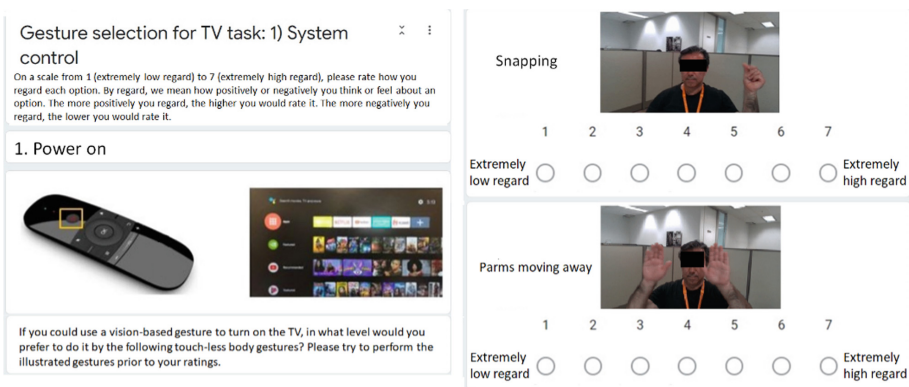 Gesture selection for TV task: 1) System
control
On a scale from 1 (extremely low regard) to 7 (extremely high regard), please rate how you
regard each option. By regard, we mean how positively or negatively you think or feel about an
option. The more positively you regard, the higher you would rate it. The more negatively you
regard, the lower you would rate it.
1. Power on
If you could use a vision-based gesture to turn on the TV, in what level would you
prefer to do it by the following touch-less body gestures? Please try to perform the
illustrated gestures prior to your ratings.
Snapping
1 2 3 4 5 6 7
Extremely
low regard
Extremely
high regard
Parms moving away
1 2 3 4 5 6 7
Extremely
low regard
Extremely
high regard